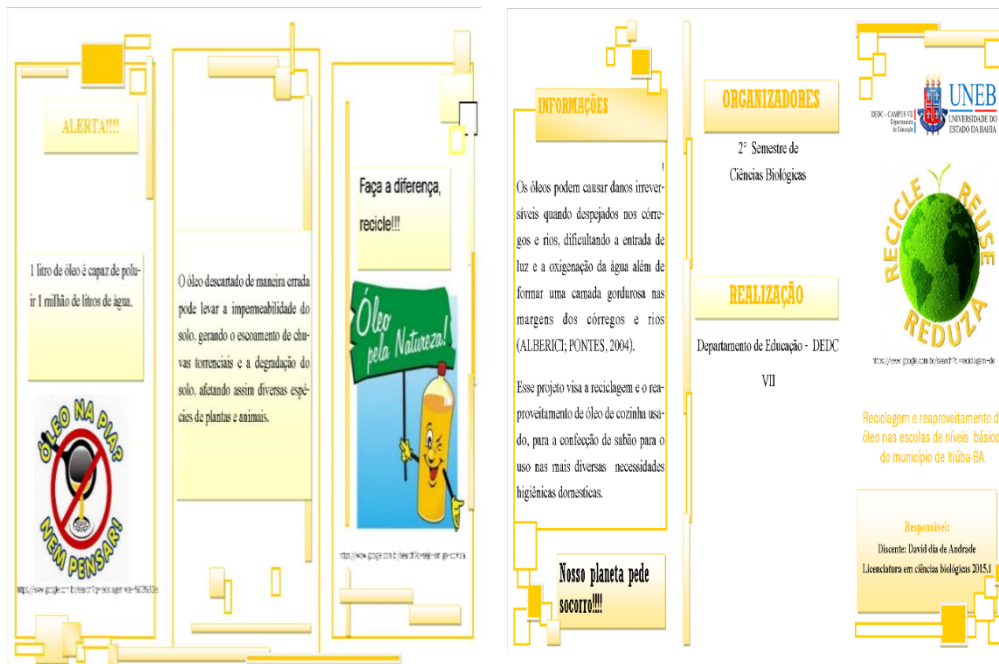 ALERTA!!!!
1 litro de óleo é capaz de polu-
ir 1 milhão de litros de água.
ÓLEO NA PIA?
NEM PENSAR!
O óleo descartado de maneira errada
pode levar a impermeabilidade do
solo, gerando o escoamento de chu-
vas torrenciais e a degradação do
solo, afetando assim diversas espé-
cies de plantas e animais.
Faça a diferença,
recicle!!!
Óleo
pela Natureza!
INFORMAÇÕES
!
Os óleos podem causar danos irrever-
síveis quando despejados nos córre-
gos e rios, dificultando a entrada de
luz e a oxigenação da água além de
formar uma camada gordurosa nas
margens dos córregos e rios
(ALBERICI; PONTES, 2004).
Esse projeto visa a reciclagem e o rea-
proveitamento de óleo de cozinha usa-
do, para a confecção de sabão para o
uso nas mais diversas necessidades
higiênicas domesticas.
Nosso planeta pede
socorro!!!!
ORGANIZADORES
2° Semestre de
Ciências Biológicas
REALIZAÇÃO
Departamento de Educação - DEDC
VII
DEDC – CAMPUS VII
Departamento
de Educação
UNEB
UNIVERSIDADE DO
ESTADO DA BAHIA
RECICLE REUSE
REDUZA
Reciclagem e reaproveitamento d
óleo nas escolas de níveis básico
do município de Itiúba-BA.
Responsável:
Discente: David dia de Andrade
Licenciatura em ciências biológicas 2015.1